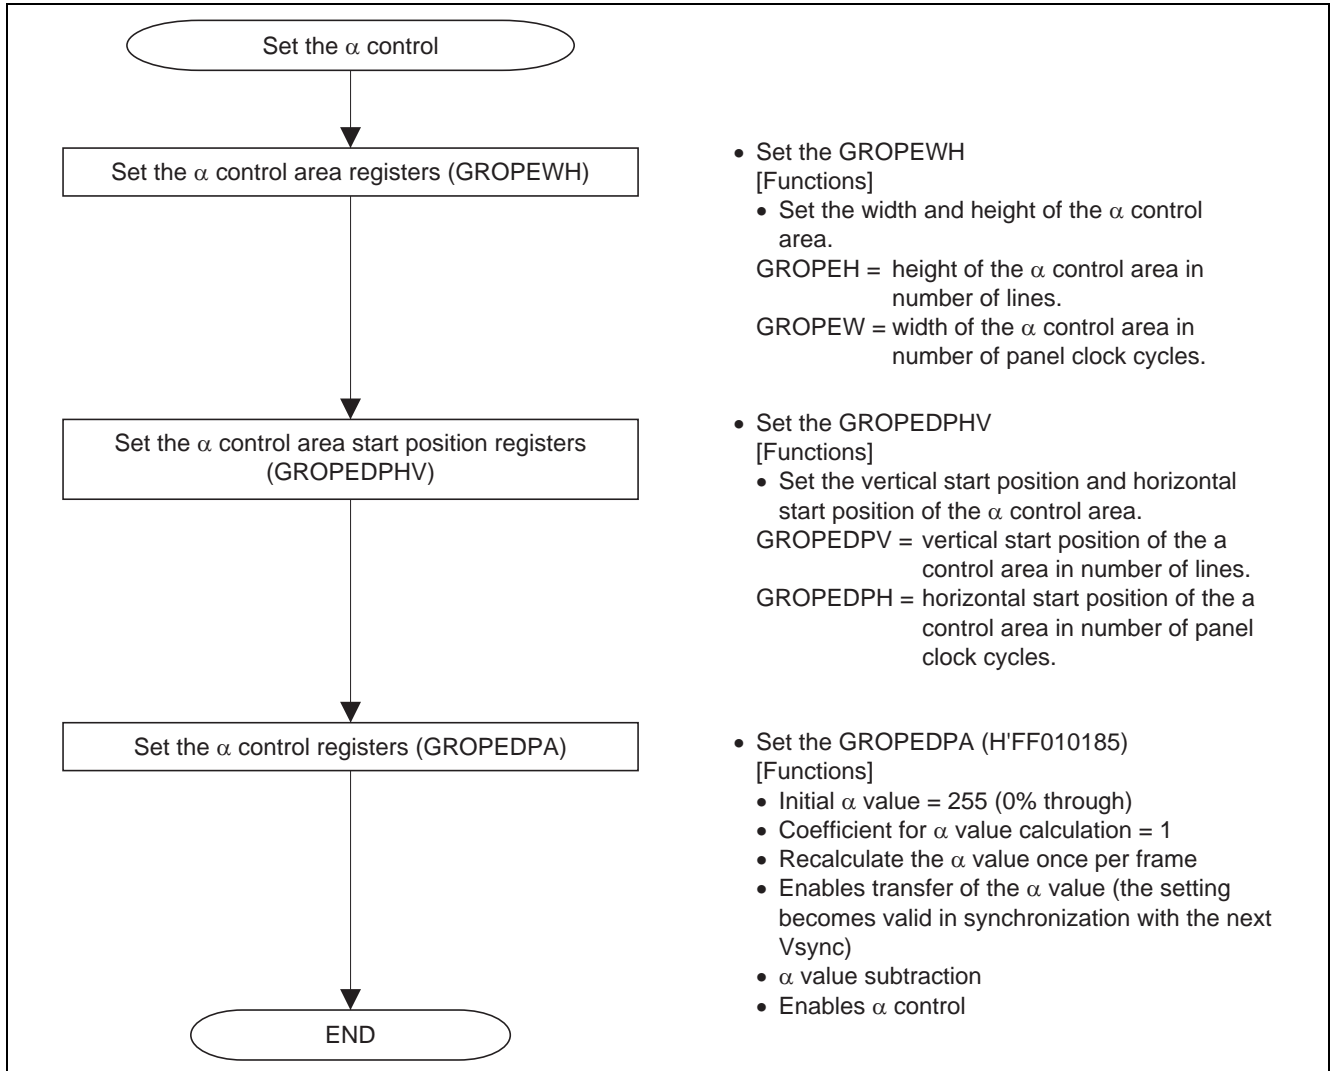 Set the α control
Set the α control area registers (GROPEWH)
• Set the GROPEWH
[Functions]
• Set the width and height of the α control
area.
GROPEH = height of the α control area in
number of lines.
GROPEW = width of the α control area in
number of panel clock cycles.
Set the α control area start position registers
(GROPEDPHV)
• Set the GROPEDPHV
[Functions]
• Set the vertical start position and horizontal
start position of the α control area.
GROPEDPV = vertical start position of the a
control area in number of lines.
GROPEDPH = horizontal start position of the a
control area in number of panel
clock cycles.
Set the α control registers (GROPEDPA)
• Set the GROPEDPA (H'FF010185)
[Functions]
• Initial α value = 255 (0% through)
• Coefficient for α value calculation = 1
• Recalculate the α value once per frame
• Enables transfer of the α value (the setting
becomes valid in synchronization with the next
Vsync)
• α value subtraction
• Enables α control
END